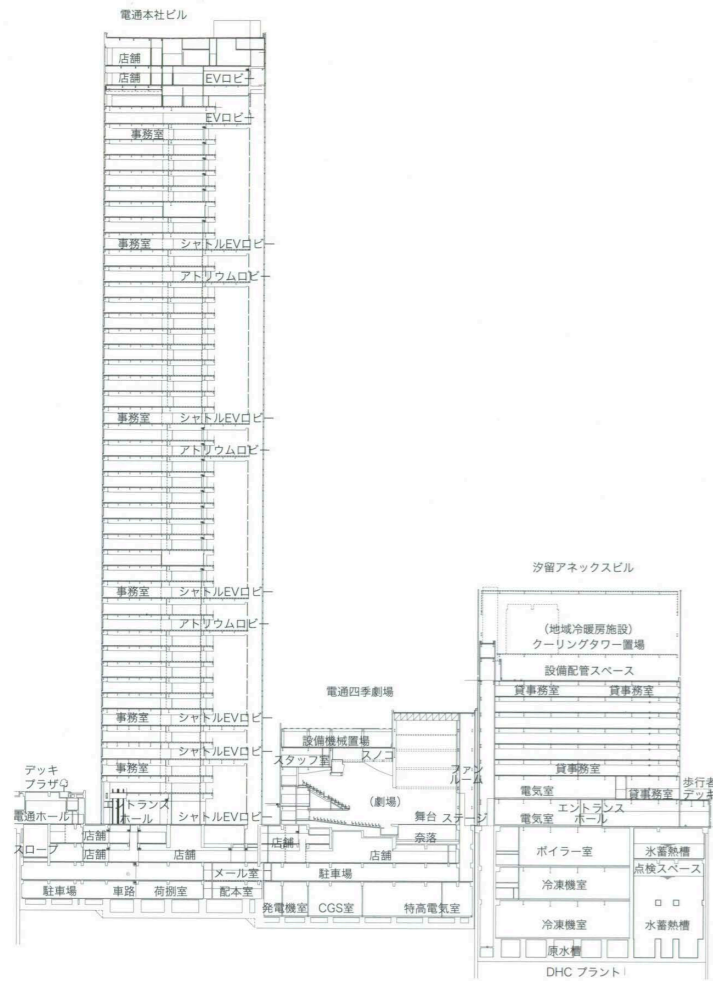 電通本社ビル
店舗
店舗
EVロビー
EVロビー
事務室
事務室
シャトルEVロビー
アトリウムロビー
事務室
シャトルEVロビー
アトリウムロビー
事務室
シャトルEVロビー
アトリウムロビー
事務室
シャトルEVロビー
シャトルEVロビー
事務室
エントランス
ホール
シャトルEVロビー
デッキ
プラザ
電通ホール
スロープ
店舗
店舗
店舗
店舗
店舗
メール室
駐車場
駐車場
車路
荷捌室
配本室
発電機室
CGS室
特高電気室
電通四季劇場
設備機械置場
スタッフ室
スノコ
ファン
ルーム
(劇場)
舞台
ステージ
奈落
汐留アネックスビル
(地域冷暖房施設)
クーリングタワー置場
設備配管スペース
貸事務室
貸事務室
貸事務室
電気室
貸事務室
歩行者
デッキ
エントランス
ホール
電気室
ボイラー室
氷蓄熱槽
点検スペース
冷凍機室
冷凍機室
水蓄熱槽
原水槽
DHC プラント